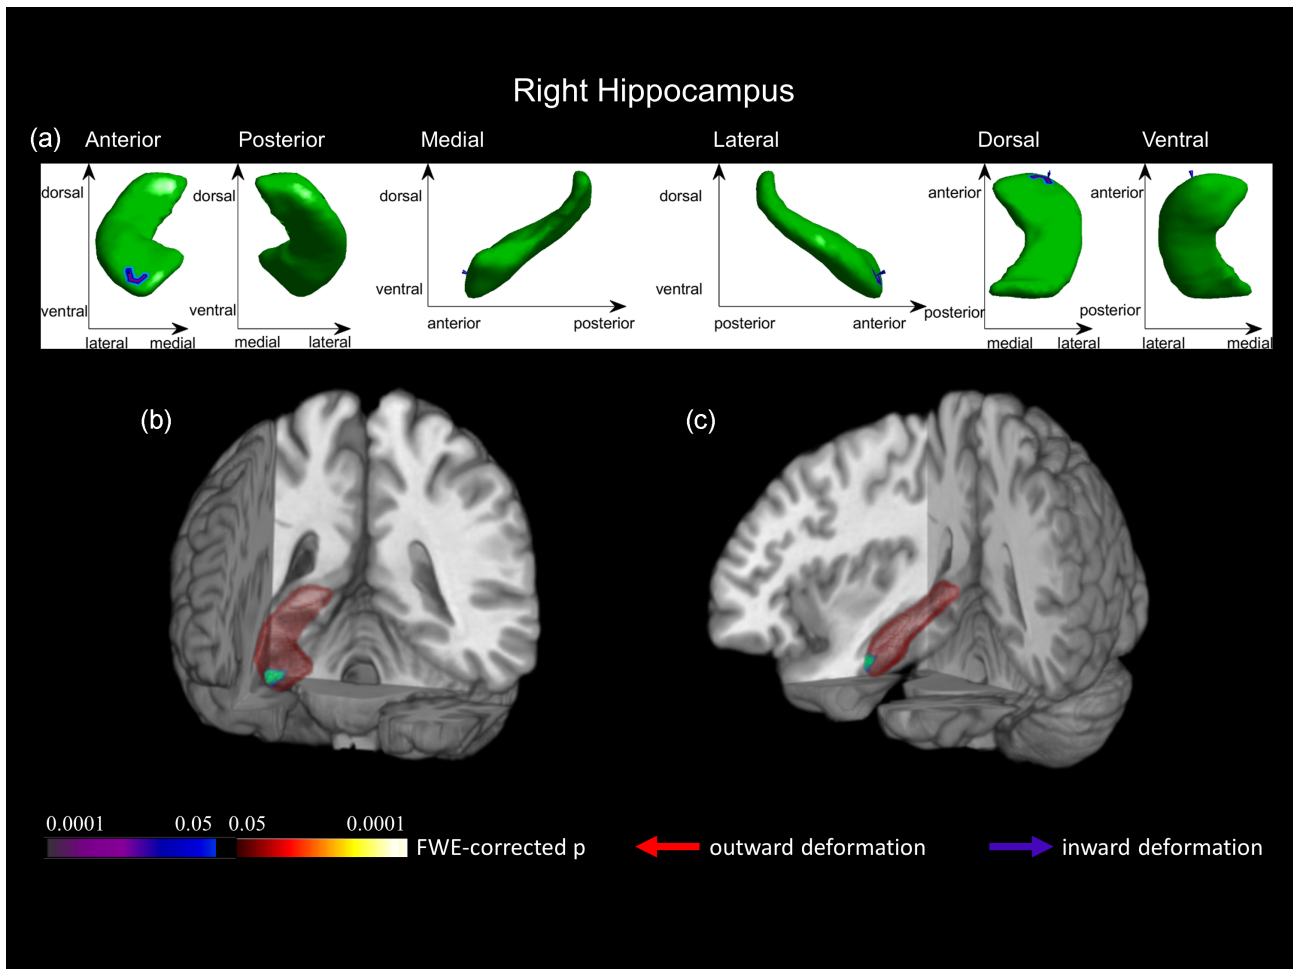 Right Hippocampus
(a) Anterior Posterior Medial Lateral Dorsal Ventral
dorsal dorsal dorsal dorsal anterior anterior
ventral ventral ventral ventral posterior posterior
lateral medial medial lateral anterior posterior posterior anterior medial lateral lateral medial
(b) (c)
0.0001 0.05 0.05 0.0001
FWE-corrected p outward deformation inward deformation